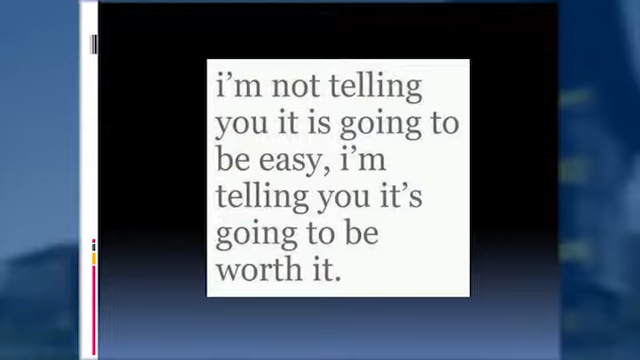 i’m not telling
you it is going to
be easy, i’m
telling you it’s
going to be
worth it.